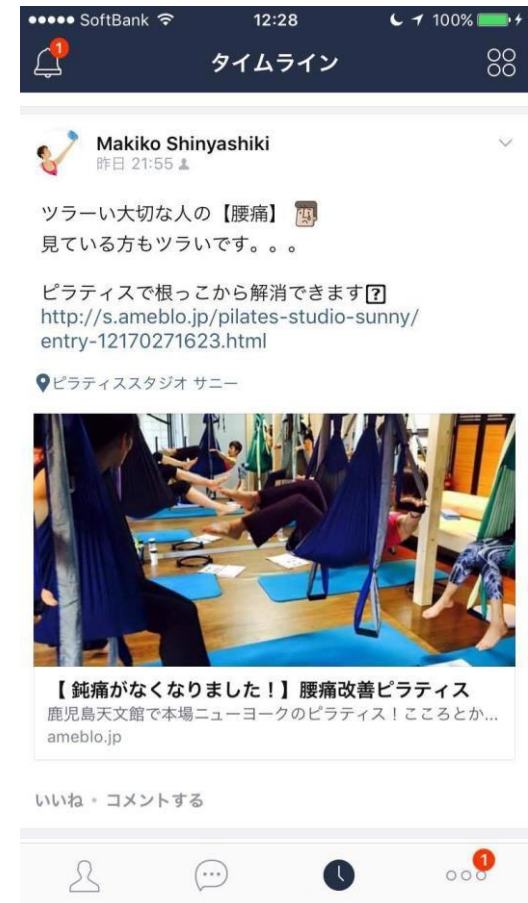 SoftBank 12:28 100%
1
タイムライン
Makiko Shinyashiki
昨日 21:55
ツラーい大切な人の【腰痛】
見ている方もツラいです。。。
ピラティスで根っこから解消できます?
http://s.ameblo.jp/pilates-studio-sunny/
entry-12170271623.html
ピラティススタジオ サニー
【 鈍痛がなくなりました！】腰痛改善ピラティス
鹿児島天文館で本場ニューヨークのピラティス！こころとか...
ameblo.jp
いいね • コメントする
1